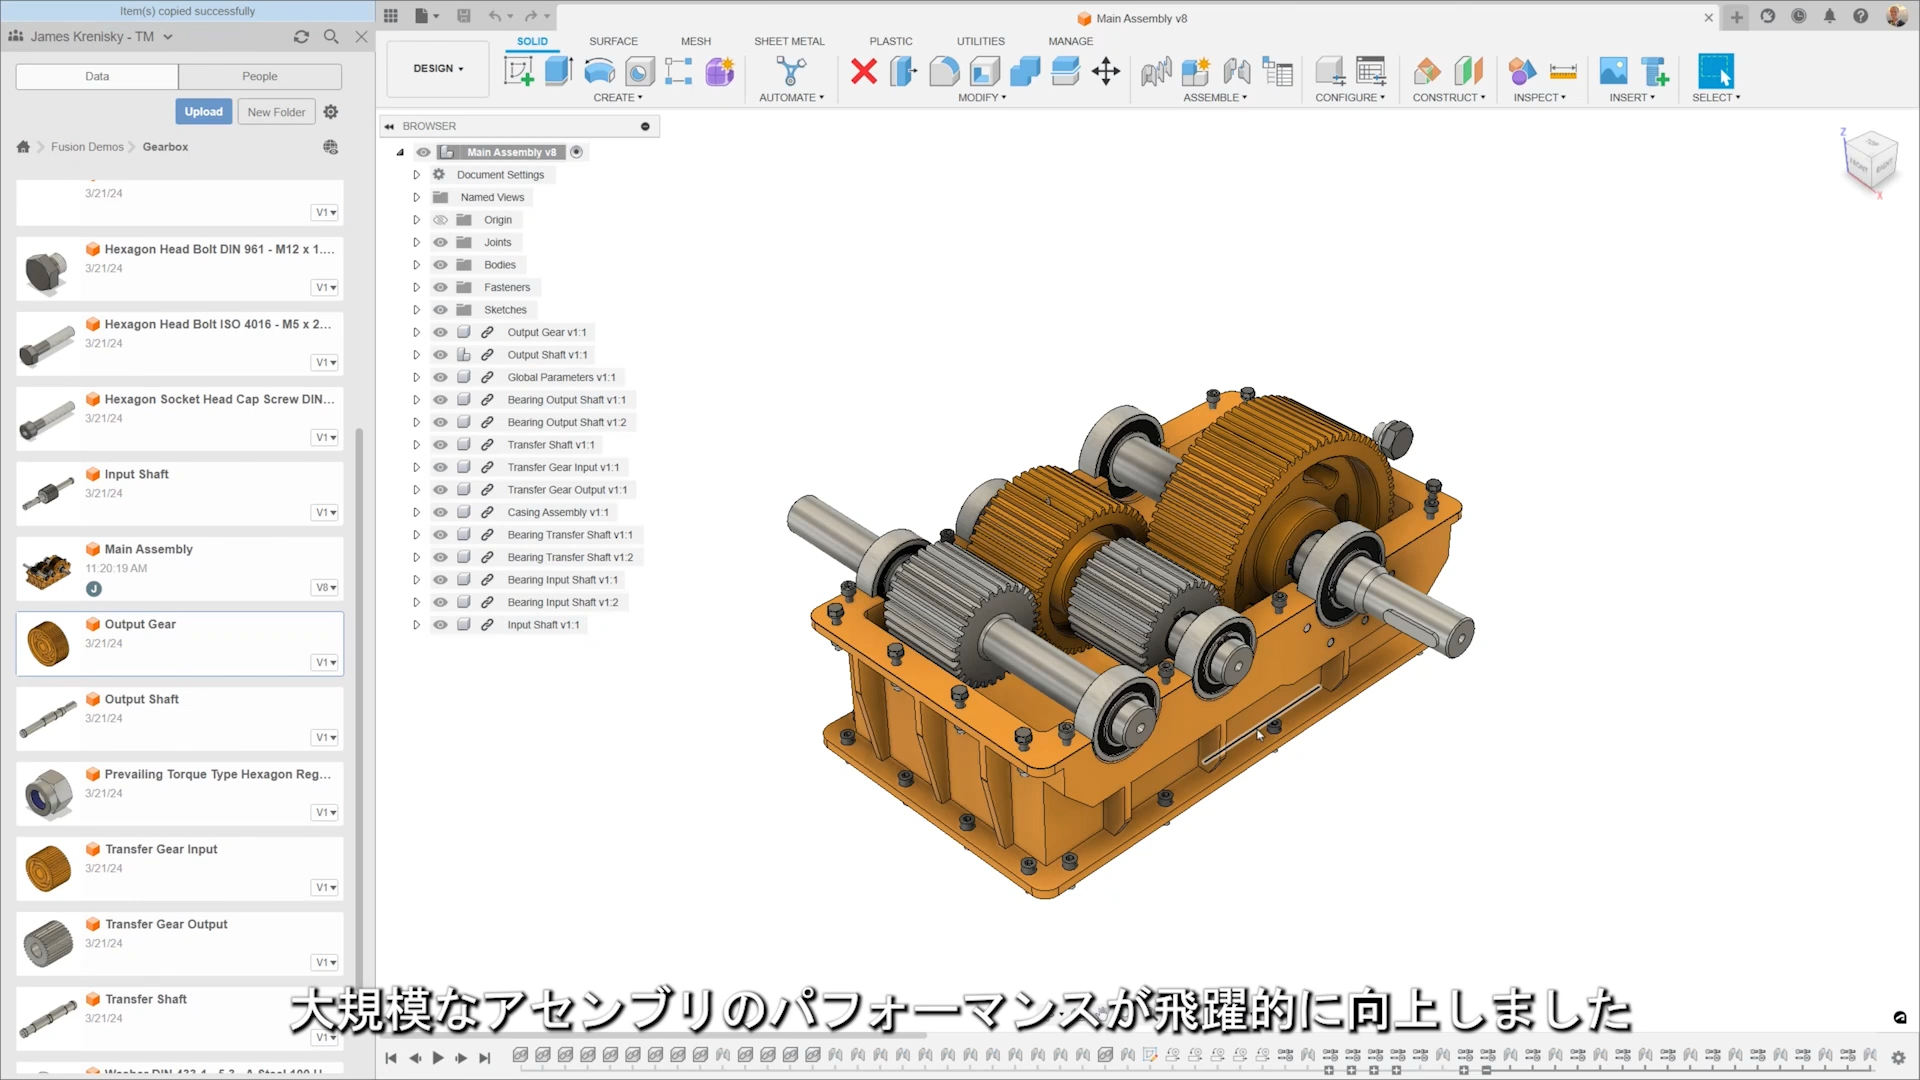 Item(s) copied successfully
James Krenisky - TM
Data
People
Upload
New Folder
Fusion Demos
Gearbox
3/21/24
V1
Hexagon Head Bolt DIN 961 - M12 x 1....
3/21/24
V1
Hexagon Head Bolt ISO 4016 - M5 x 2...
3/21/24
V1
Hexagon Socket Head Cap Screw DIN...
3/21/24
V1
Input Shaft
3/21/24
V1
Main Assembly
11:20:19 AM
J
V8
Output Gear
3/21/24
V1
Output Shaft
3/21/24
V1
Prevailing Torque Type Hexagon Reg...
3/21/24
V1
Transfer Gear Input
3/21/24
V1
Transfer Gear Output
3/21/24
V1
Transfer Shaft
3/21/24
V1
Main Assembly v8
DESIGN
SOLID
SURFACE
MESH
SHEET METAL
PLASTIC
UTILITIES
MANAGE
CREATE
AUTOMATE
MODIFY
ASSEMBLE
CONFIGURE
CONSTRUCT
INSPECT
INSERT
SELECT
BROWSER
Main Assembly v8
Document Settings
Named Views
Origin
Joints
Bodies
Fasteners
Sketches
Output Gear v1:1
Output Shaft v1:1
Global Parameters v1:1
Bearing Output Shaft v1:1
Bearing Output Shaft v1:2
Transfer Shaft v1:1
Transfer Gear Input v1:1
Transfer Gear Output v1:1
Casing Assembly v1:1
Bearing Transfer Shaft v1:1
Bearing Transfer Shaft v1:2
Bearing Input Shaft v1:1
Bearing Input Shaft v1:2
Input Shaft v1:1
Z
TOP
FRONT
RIGHT
X
大規模なアセンブリのパフォーマンスが飛躍的に向上しました